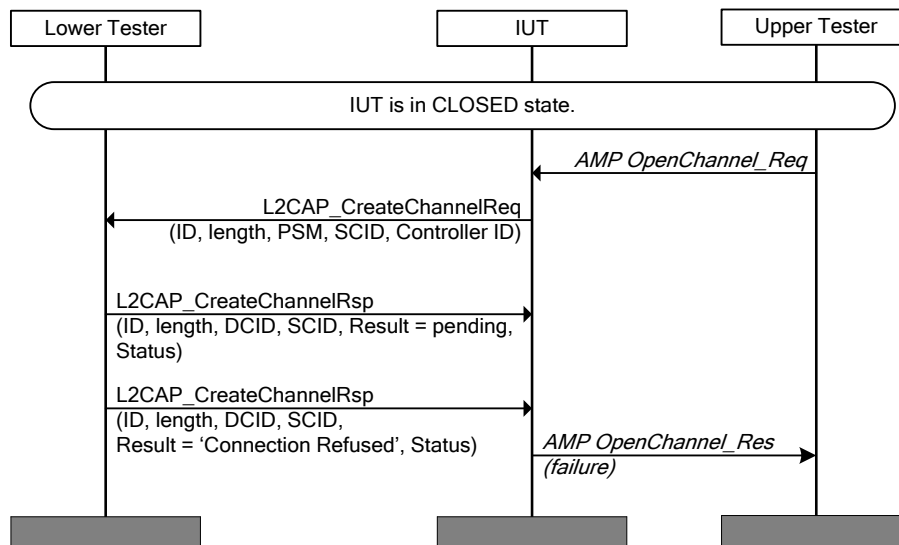 Lower Tester
IUT
Upper Tester
IUT is in CLOSED state.
AMP OpenChannel_Req
L2CAP_CreateChannelReq
(ID, length, PSM, SCID, Controller ID)
L2CAP_CreateChannelRsp
(ID, length, DCID, SCID, Result = pending,
Status)
L2CAP_CreateChannelRsp
(ID, length, DCID, SCID,
Result = ‘Connection Refused’, Status)
AMP OpenChannel_Res
(failure)